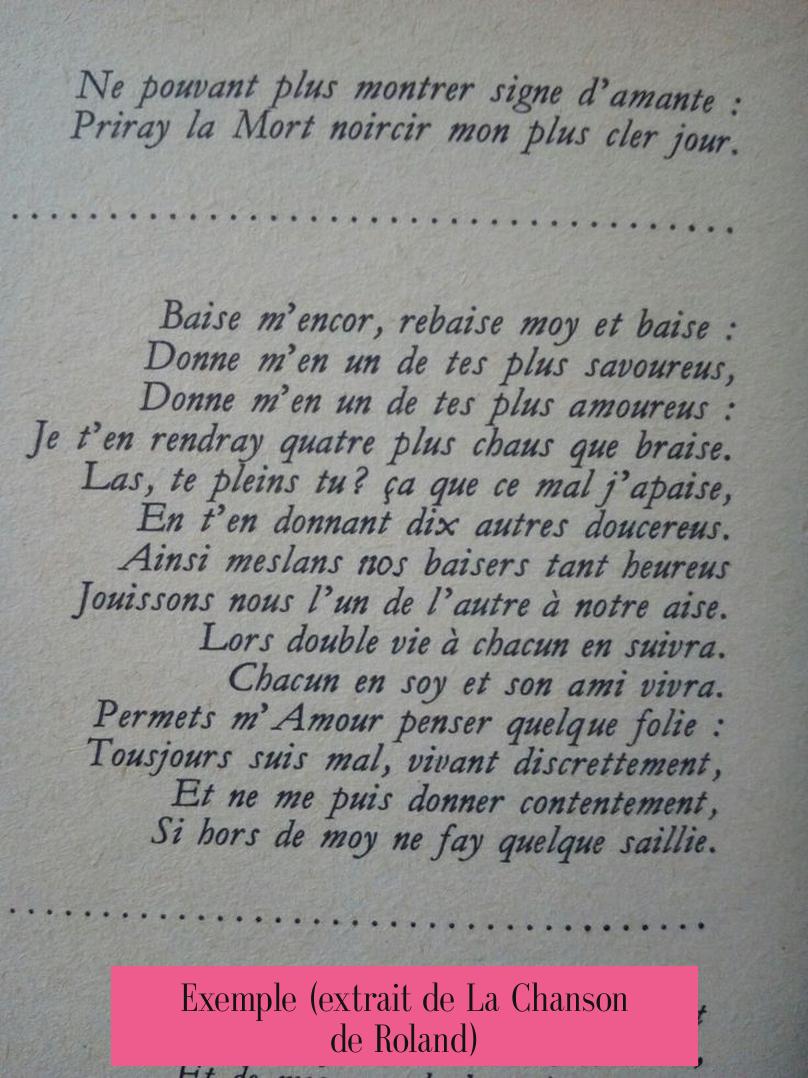 Ne pouvant plus montrer signe d'amante :
Priray la Mort noircir mon plus cler jour.
Baise m'encor, rebaise moy et baise :
Donne m'en un de tes plus savoureus,
Donne m'en un de tes plus amoureus :
Je t'en rendray quatre plus chaus que braise.
Las, te pleins tu? ça que ce mal j'apaise,
En t'en donnant dix autres doucereus.
Ainsi meslans nos baisers tant heureus
Jouissons nous l'un de l'autre à notre aise.
Lors double vie à chacun en suivra.
Chacun en soy et son ami vivra.
Permets m'Amour penser quelque folie :
Tousjours suis mal, vivant discrettement,
Et ne me puis donner contentement,
Si hors de moy ne fay quelque saillie.
Exemple (extrait de La Chanson
de Roland)